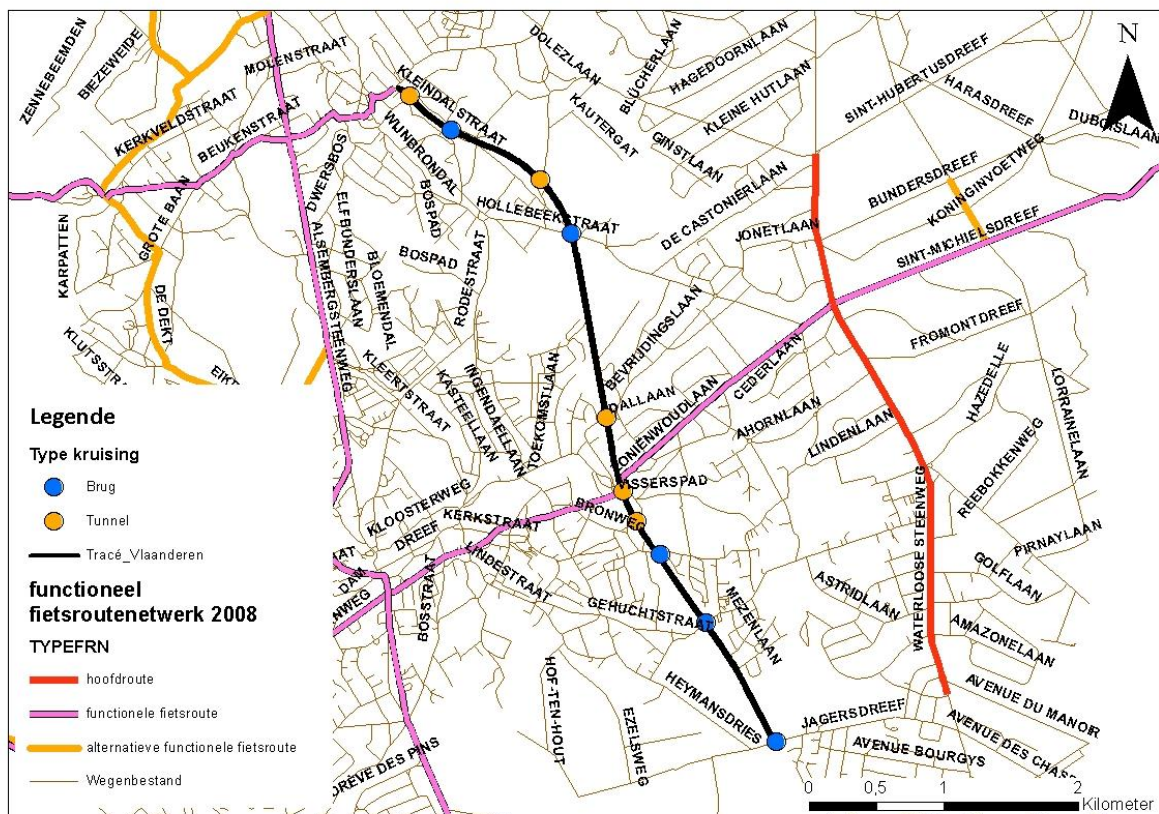 ZENNEBEEMDEN
BIEZEWEIDE
MOLENSTRAAT
KERKVELDSTRAAT
BEUKENSTRAAT
KLEINDALSTRAAT
WIJNBRONDAL
DOLEZLAAN
BLÜCHERLAAN
HAGEDOORNLAAN
KAUTERGAT
KLEINE HUTLAAN
GINSTLAAN
SINT-HUBERTUSDREEF
HARASDREEF
DUBOISLAAN
N
BUNDERSDREEF
KONINGINVOETWEG
SINT-MICHIELSDREEF
DE CASTONIERLAAN
JONETLAAN
FROMONTDREEF
HAZEDELLE
LORRAINELAAN
KARPATTEN
GROTE BAAN
DE DEKT
D'WERSBOS
ELFBUNDERSLAAN
ALSEMBERGSTEENWEG
BLOEMENDAL
BOSPAD
BOSPAD
HOLLEBEEKSTRAAT
RODESTRAAT
BEVRIJDINGSLAAN
DALLAAN
CEDERLAAN
AHORNLAAN
LINDENLAAN
KLEERTSTRAAT
KASTEELLAAN
INGENDAELLAAN
TOEKOMSTLAAN
VISSERSPAD
BRONWEG
KLOOSTERWEG
DREEF
KERKSTRAAT
DAM
BOSSTRAAT
LINDESTRAAT
GEHUCHTSTRAAT
MEZENLAAN
ASTRIDLAAN
WATERLOOSE STEENWEG
REEBOKKENWEG
PIRNAYLAAN
GOLFLAAN
AMAZONELAAN
AVENUE DU MANOIR
AVENUE DES CHASS
AVENUE BOURGYS
JAGERSDREEF
HEYMANSDRIES
HOF-TEN-HOUT
EZELSWEG
DRÈVE DES PINS
Legende
Type kruising
Brug
Tunnel
Tracé_Vlaanderen
functioneel
fietsroutenetwerk 2008
TYPEFRN
hoofdroute
functionele fietsroute
alternatieve functionele fietsroute
Wegenbestand
0 0,5 1 2
Kilometer